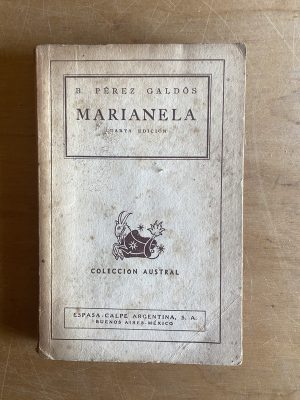 B. PÉREZ GALDÓS
MARIANELA
CUARTA EDICIÓN
COLECCIÓN AUSTRAL
ESPASA-CALPE ARGENTINA, S. A.
BUENOS AIRES-MÉXICO